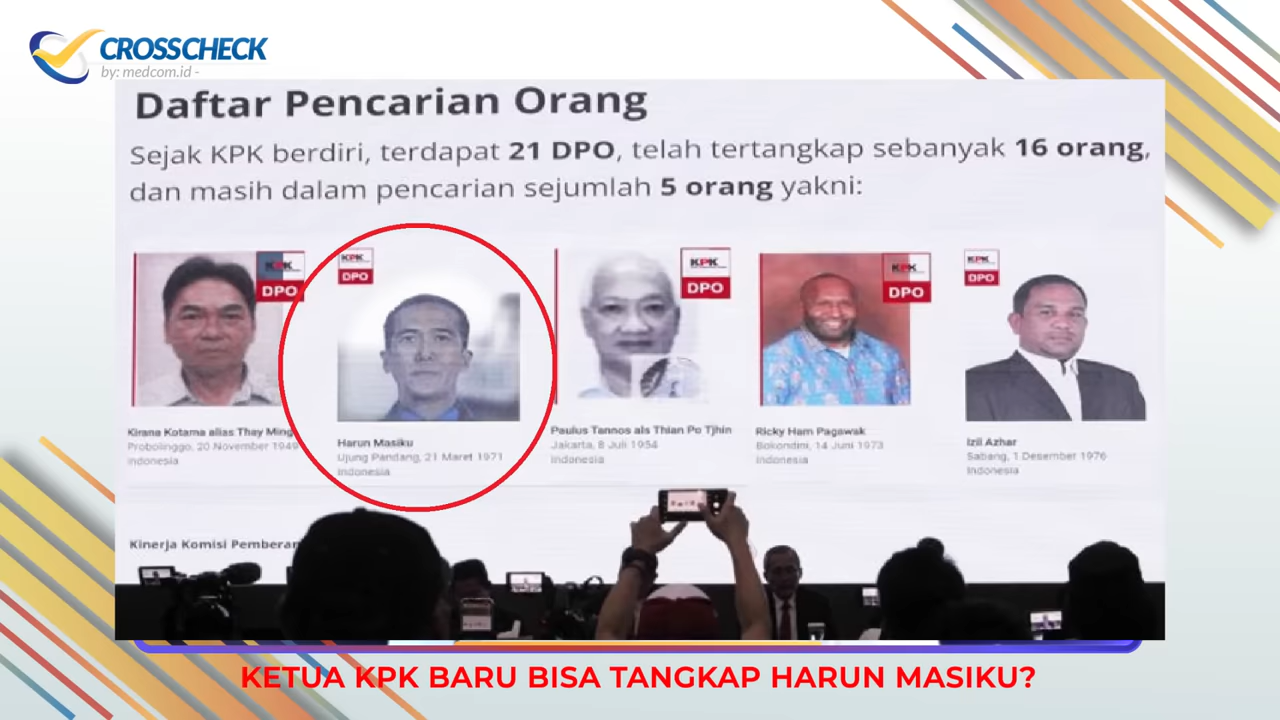 CROSSCHECK
by: medcom.id -
Daftar Pencarian Orang
Sejak KPK berdiri, terdapat 21 DPO, telah tertangkap sebanyak 16 orang,
dan masih dalam pencarian sejumlah 5 orang yakni:
KPK
DPO
KPK
DPO
KPK
DPO
KPK
DPO
KPK
DPO
Kirana Kotama alias Thay Ming
Probolinggo, 20 November 1949
Indonesia
Harun Masiku
Ujung Pandang, 21 Maret 1971
Indonesia
Paulus Tannos als Thian Po Tjhin
Jakarta, 8 Juli 1954
Indonesia
Ricky Ham Pagawak
Bokondini, 14 Juni 1973
Indonesia
Izil Azhar
Sabang, 1 Desember 1976
Indonesia
Kinerja Komisi Pemberan
KETUA KPK BARU BISA TANGKAP HARUN MASIKU?